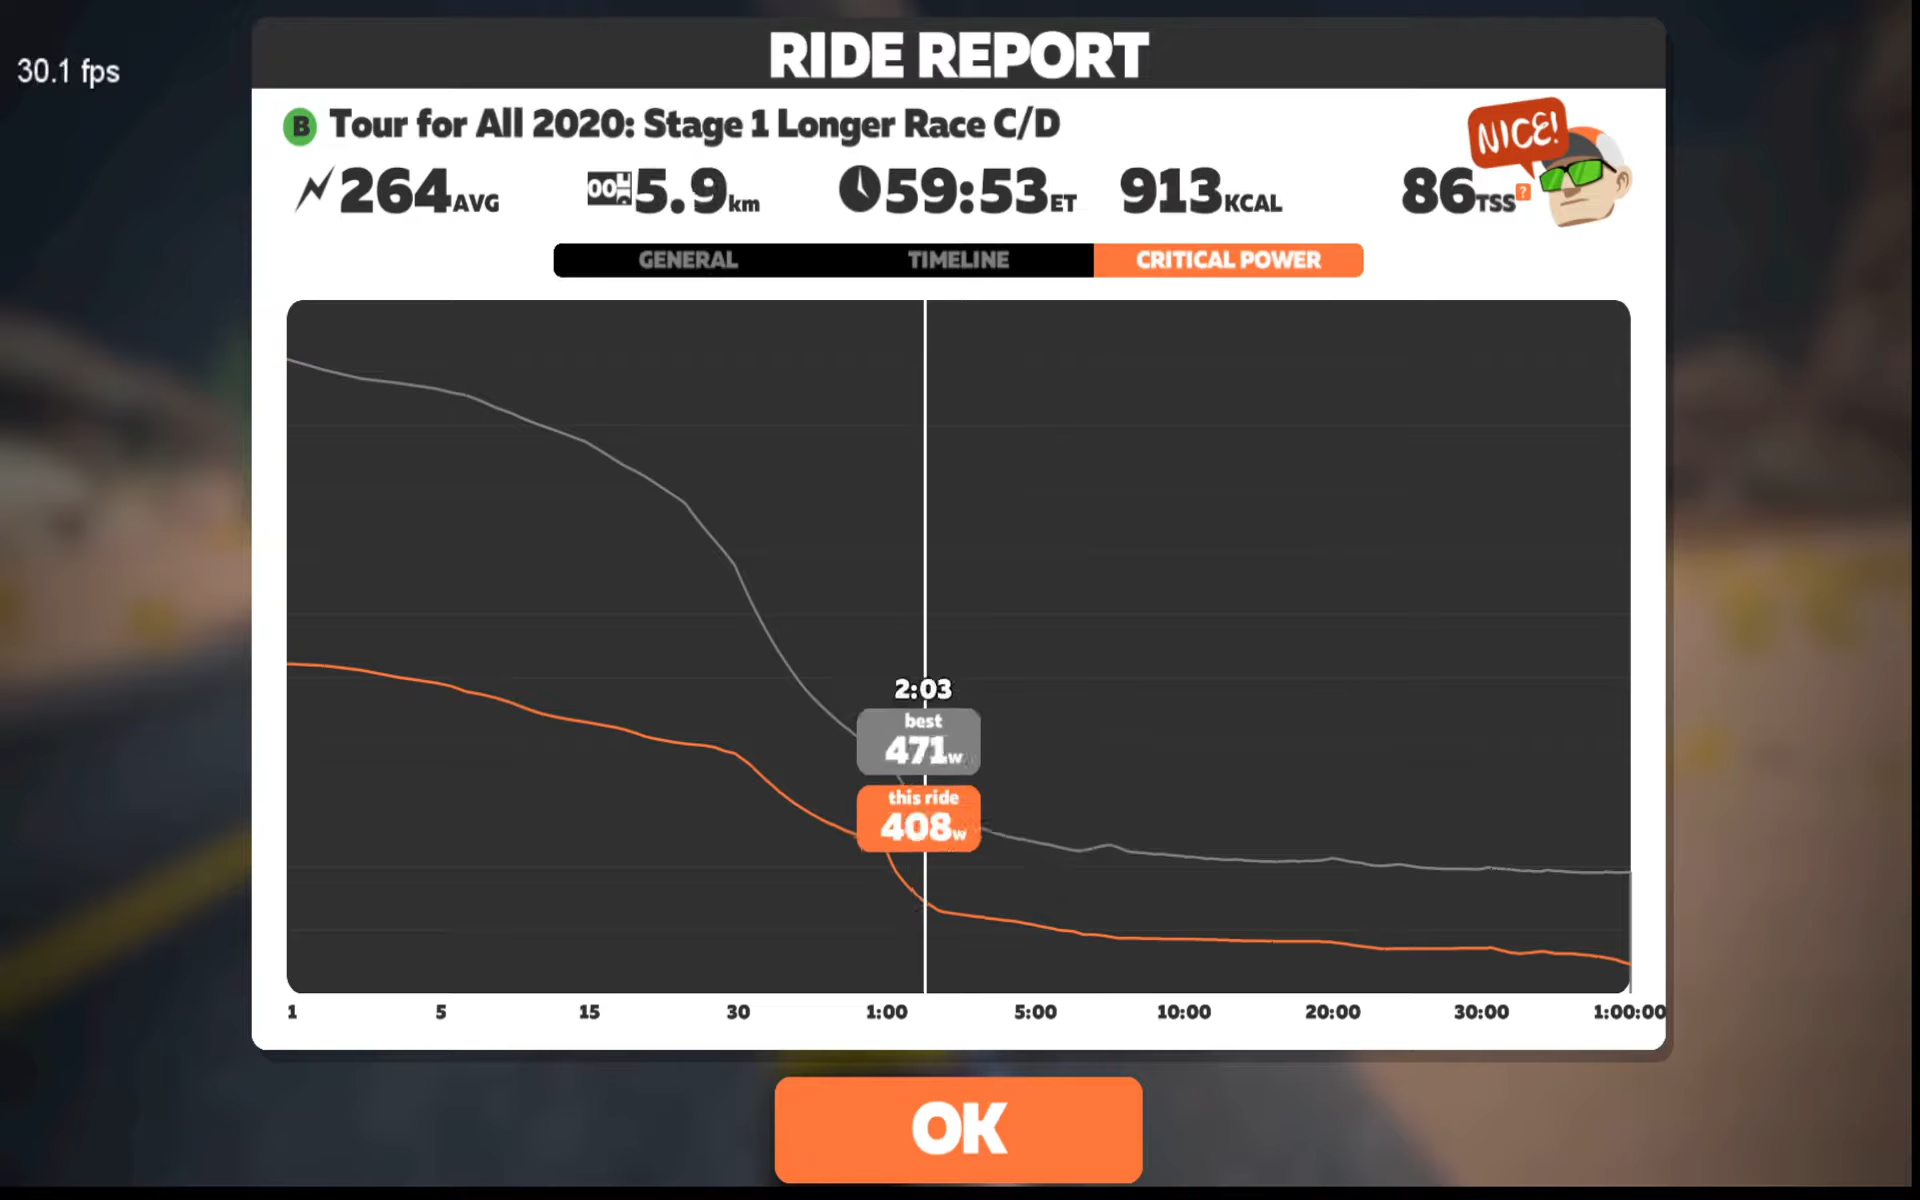 RIDE REPORT
30.1 fps
B Tour for All 2020: Stage 1 Longer Race C/D
NICE!
264AVG 5.9km 59:53ET 913KCAL 86TSS ?
GENERAL TIMELINE CRITICAL POWER
2:03
best
471w
this ride
408w
1 5 15 30 1:00 5:00 10:00 20:00 30:00 1:00:00
OK